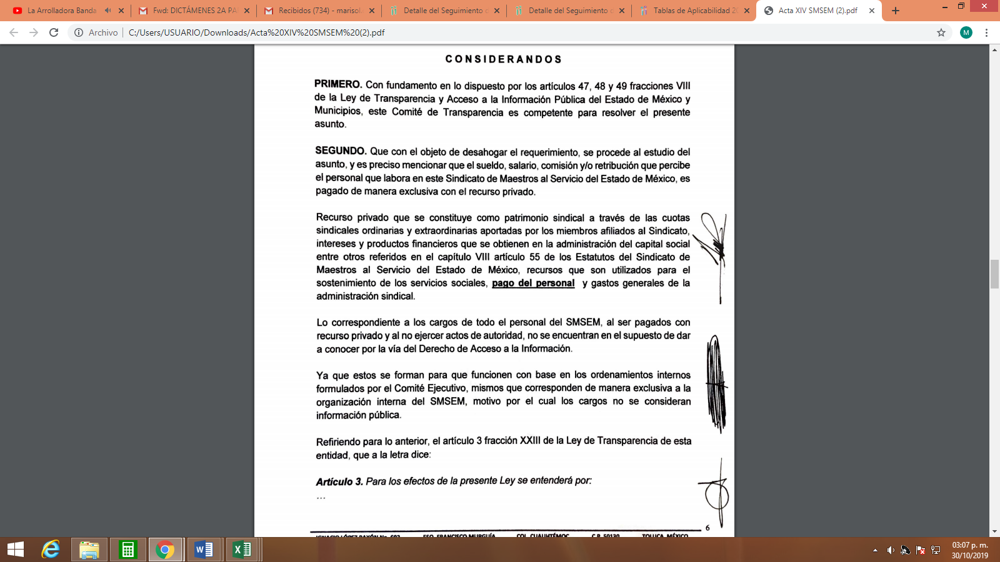 La Arrolladora Banda
Fwd: DICTÁMENES 2A PA
Recibidos (734) - marisol.
Detalle del Seguimiento d
Detalle del Seguimiento d
Tablas de Aplicabilidad 20
Acta XIV SMSEM (2).pdf
Archivo
C:/Users/USUARIO/Downloads/Acta%20XIV%20SMSEM%20(2).pdf
M
CONSIDERANDOS
PRIMERO. Con fundamento en lo dispuesto por los artículos 47, 48 y 49 fracciones VIII
de la Ley de Transparencia y Acceso a la Información Pública del Estado de México y
Municipios, este Comité de Transparencia es competente para resolver el presente
asunto.
SEGUNDO. Que con el objeto de desahogar el requerimiento, se procede al estudio del
asunto, y es preciso mencionar que el sueldo, salario, comisión y/o retribución que percibe
el personal que labora en este Sindicato de Maestros al Servicio del Estado de México, es
pagado de manera exclusiva con el recurso privado.
Recurso privado que se constituye como patrimonio sindical a través de las cuotas
sindicales ordinarias y extraordinarias aportadas por los miembros afiliados al Sindicato,
intereses y productos financieros que se obtienen en la administración del capital social
entre otros referidos en el capítulo VIII artículo 55 de los Estatutos del Sindicato de
Maestros al Servicio del Estado de México, recursos que son utilizados para el
sostenimiento de los servicios sociales, pago del personal y gastos generales de la
administración sindical.
Lo correspondiente a los cargos de todo el personal del SMSEM, al ser pagados con
recurso privado y al no ejercer actos de autoridad, no se encuentran en el supuesto de dar
a conocer por la vía del Derecho de Acceso a la Información.
Ya que estos se forman para que funcionen con base en los ordenamientos internos
formulados por el Comité Ejecutivo, mismos que corresponden de manera exclusiva a la
organización interna del SMSEM, motivo por el cual los cargos no se consideran
información pública.
Refiriendo para lo anterior, el artículo 3 fracción XXIII de la Ley de Transparencia de esta
entidad, que a la letra dice:
Artículo 3. Para los efectos de la presente Ley se entenderá por:
...
6
IGNACIO LÓPEZ RAYÓN No. 602 ESQ. FRANCISCO MURGUÍA COL. CUAUHTÉMOC C.P. 50130 TOLUCA, MÉXICO
03:07 p. m.
30/10/2019